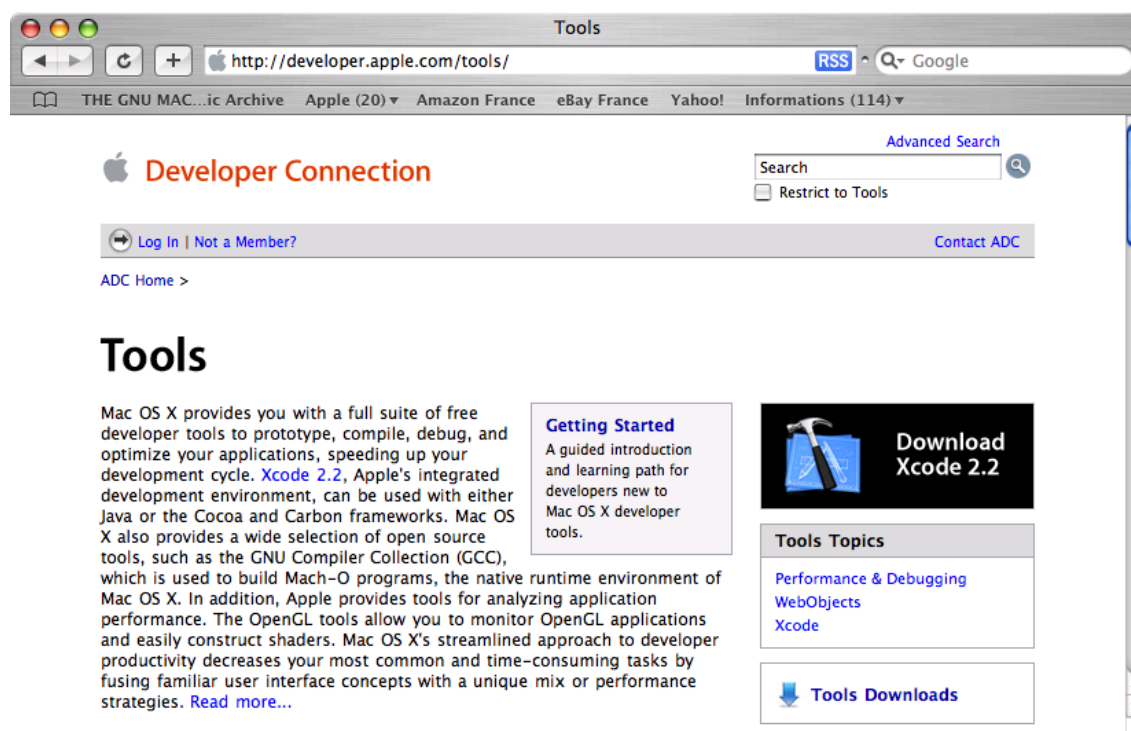 Tools
http://developer.apple.com/tools/
RSS
Google
THE GNU MAC...ic Archive Apple (20) Amazon France eBay France Yahoo! Informations (114)
Developer Connection
Advanced Search
Search
Restrict to Tools
Log In | Not a Member?
Contact ADC
ADC Home >
Tools
Mac OS X provides you with a full suite of free
developer tools to prototype, compile, debug, and
optimize your applications, speeding up your
development cycle. Xcode 2.2, Apple's integrated
development environment, can be used with either
Java or the Cocoa and Carbon frameworks. Mac OS
X also provides a wide selection of open source
tools, such as the GNU Compiler Collection (GCC),
which is used to build Mach-O programs, the native runtime environment of
Mac OS X. In addition, Apple provides tools for analyzing application
performance. The OpenGL tools allow you to monitor OpenGL applications
and easily construct shaders. Mac OS X's streamlined approach to developer
productivity decreases your most common and time-consuming tasks by
fusing familiar user interface concepts with a unique mix or performance
strategies. Read more...
Getting Started
A guided introduction
and learning path for
developers new to
Mac OS X developer
tools.
Download
Xcode 2.2
Tools Topics
Performance & Debugging
WebObjects
Xcode
Tools Downloads